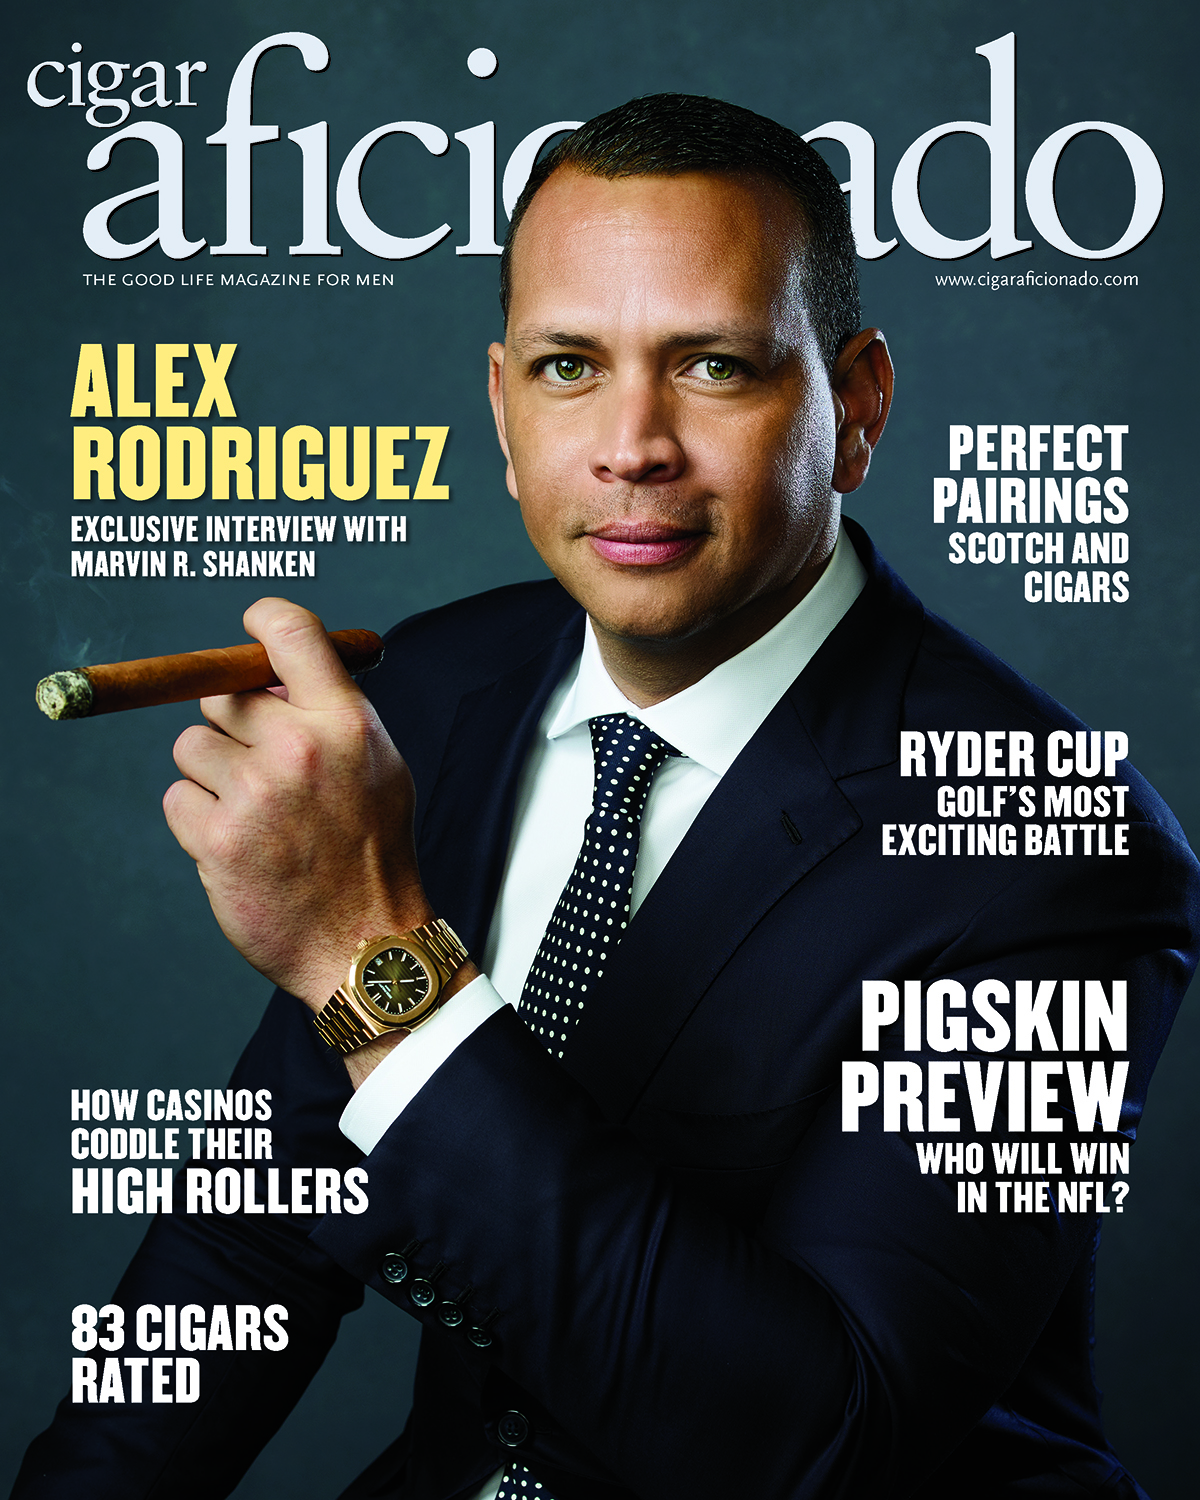 cigar
aficionado
THE GOOD LIFE MAGAZINE FOR MEN
www.cigaraficionado.com
ALEX
RODRIGUEZ
EXCLUSIVE INTERVIEW WITH
MARVIN R. SHANKEN
PERFECT
PAIRINGS
SCOTCH AND
CIGARS
RYDER CUP
GOLF'S MOST
EXCITING BATTLE
PIGSKIN
PREVIEW
WHO WILL WIN
IN THE NFL?
HOW CASINOS
CODDLE THEIR
HIGH ROLLERS
83 CIGARS
RATED